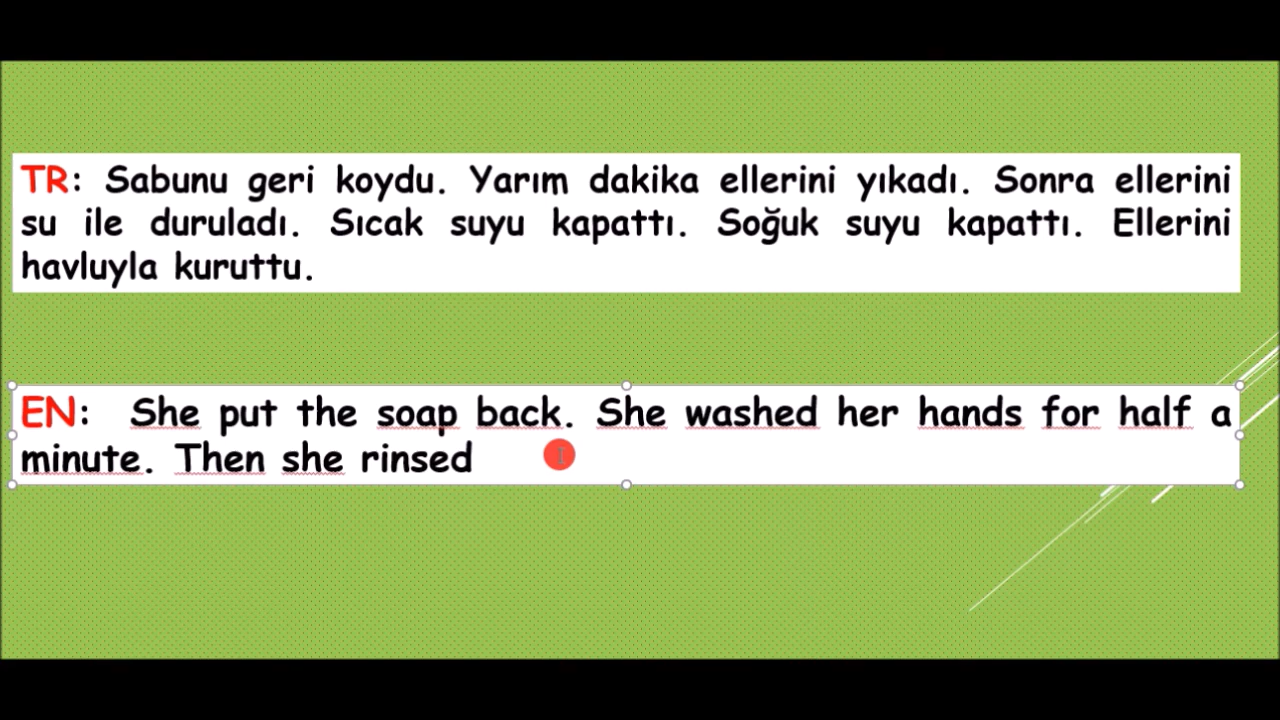 TR: Sabunu geri koydu. Yarım dakika ellerini yıkadı. Sonra ellerini
su ile duruladı. Sıcak suyu kapattı. Soğuk suyu kapattı. Ellerini
havluyla kuruttu.
EN: She put the soap back. She washed her hands for half a
minute. Then she rinsed